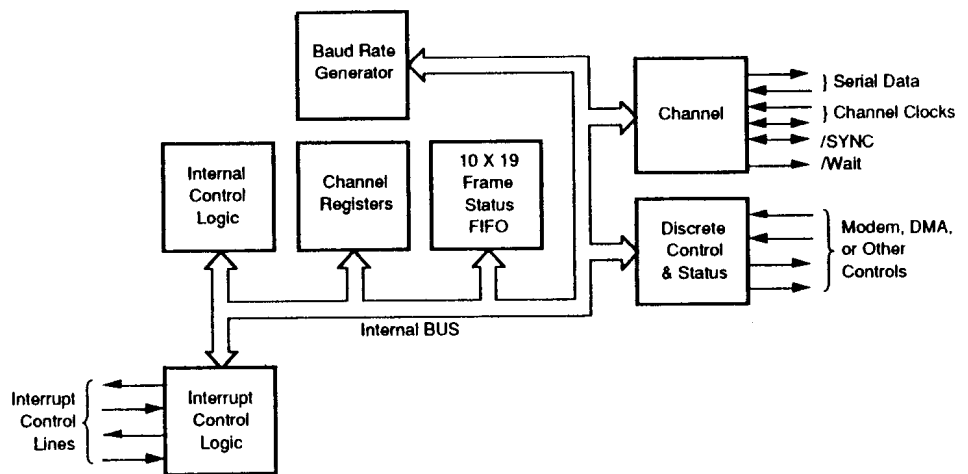 Baud Rate
Generator
Channel
} Serial Data
} Channel Clocks
/SYNC
/Wait
Internal
Control
Logic
Channel
Registers
10 X 19
Frame
Status
FIFO
Discrete
Control
& Status
Modem, DMA,
or Other
Controls
Internal BUS
Interrupt
Control
Lines
Interrupt
Control
Logic